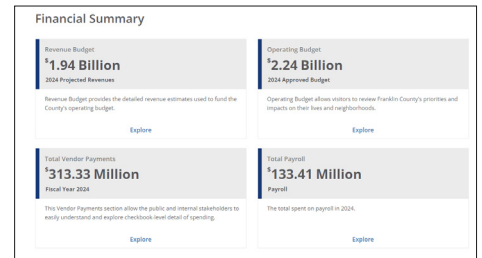 Financial Summary
Revenue Budget
$1.94 Billion
2024 Projected Revenues
Revenue Budget provides the detailed revenue estimates used to fund the
County's operating budget.
Explore
Operating Budget
$2.24 Billion
2024 Approved Budget
Operating Budget allows visitors to review Franklin County's priorities and
impacts on their lives and neighborhoods.
Explore
Total Vendor Payments
$313.33 Million
Fiscal Year 2024
This Vendor Payments section allow the public and internal stakeholders to
easily understand and explore checkbook-level detail of spending.
Explore
Total Payroll
$133.41 Million
Payroll
The total spent on payroll in 2024.
Explore